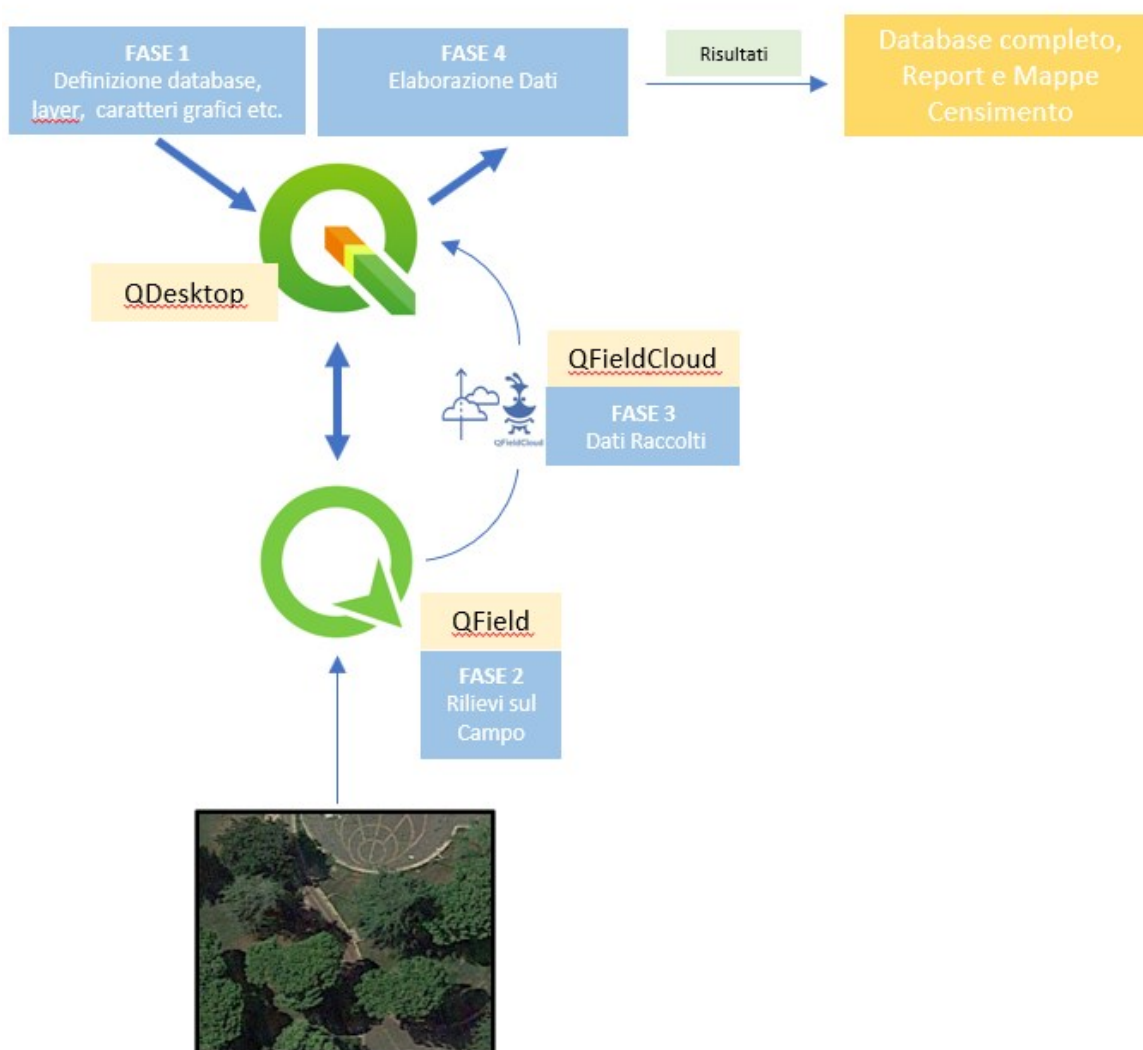 FASE 1
Definizione database,
layer, caratteri grafici etc.
FASE 4
Elaborazione Dati
Risultati
Database completo,
Report e Mappe
Censimento
QDesktop
QFieldCloud
FASE 3
Dati Raccolti
QFieldCloud
QField
FASE 2
Rilievi sul
Campo